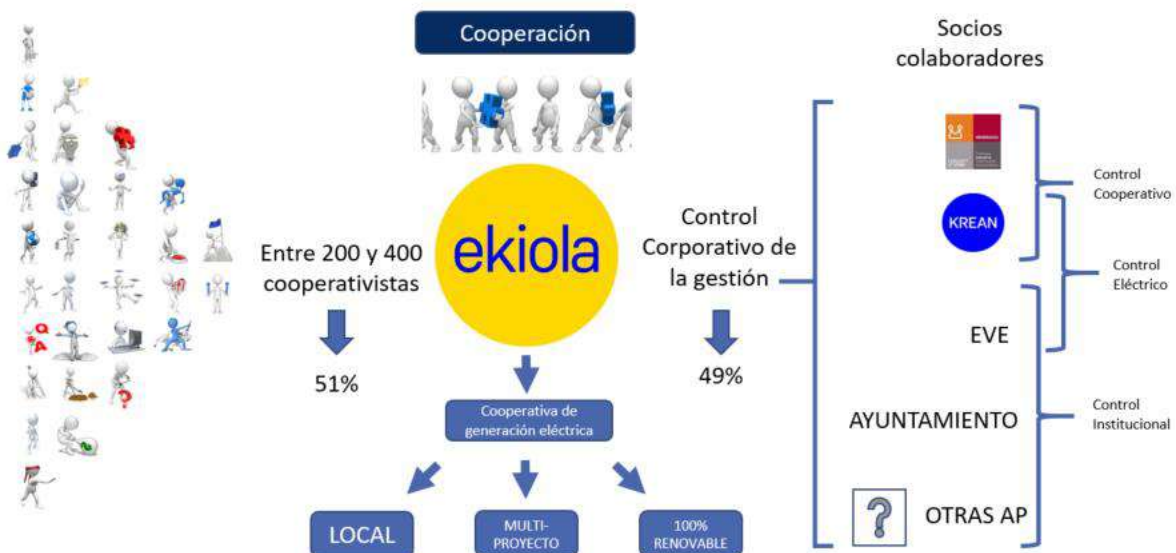 Cooperación
Entre 200 y 400
cooperativistas
51%
ekiola
Cooperativa de
generación eléctrica
LOCAL
MULTI-
PROYECTO
100%
RENOVABLE
Control
Corporativo de
la gestión
49%
Socios
colaboradores
KREAN
EVE
AYUNTAMIENTO
?
OTRAS AP
Control
Cooperativo
Control
Eléctrico
Control
Institucional
Q
A
?